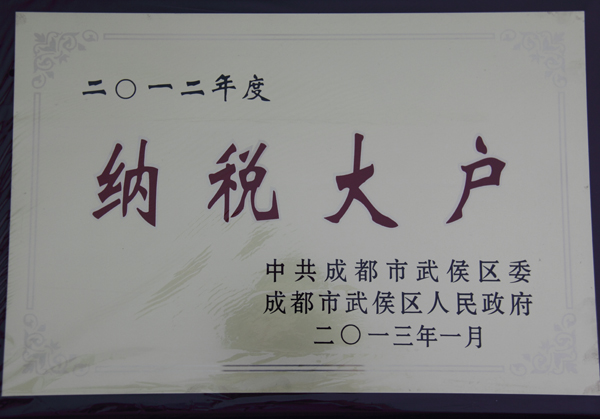 二〇一二年度
纳税大户
中共成都市武侯区委
成都市武侯区人民政府
二〇一三年一月